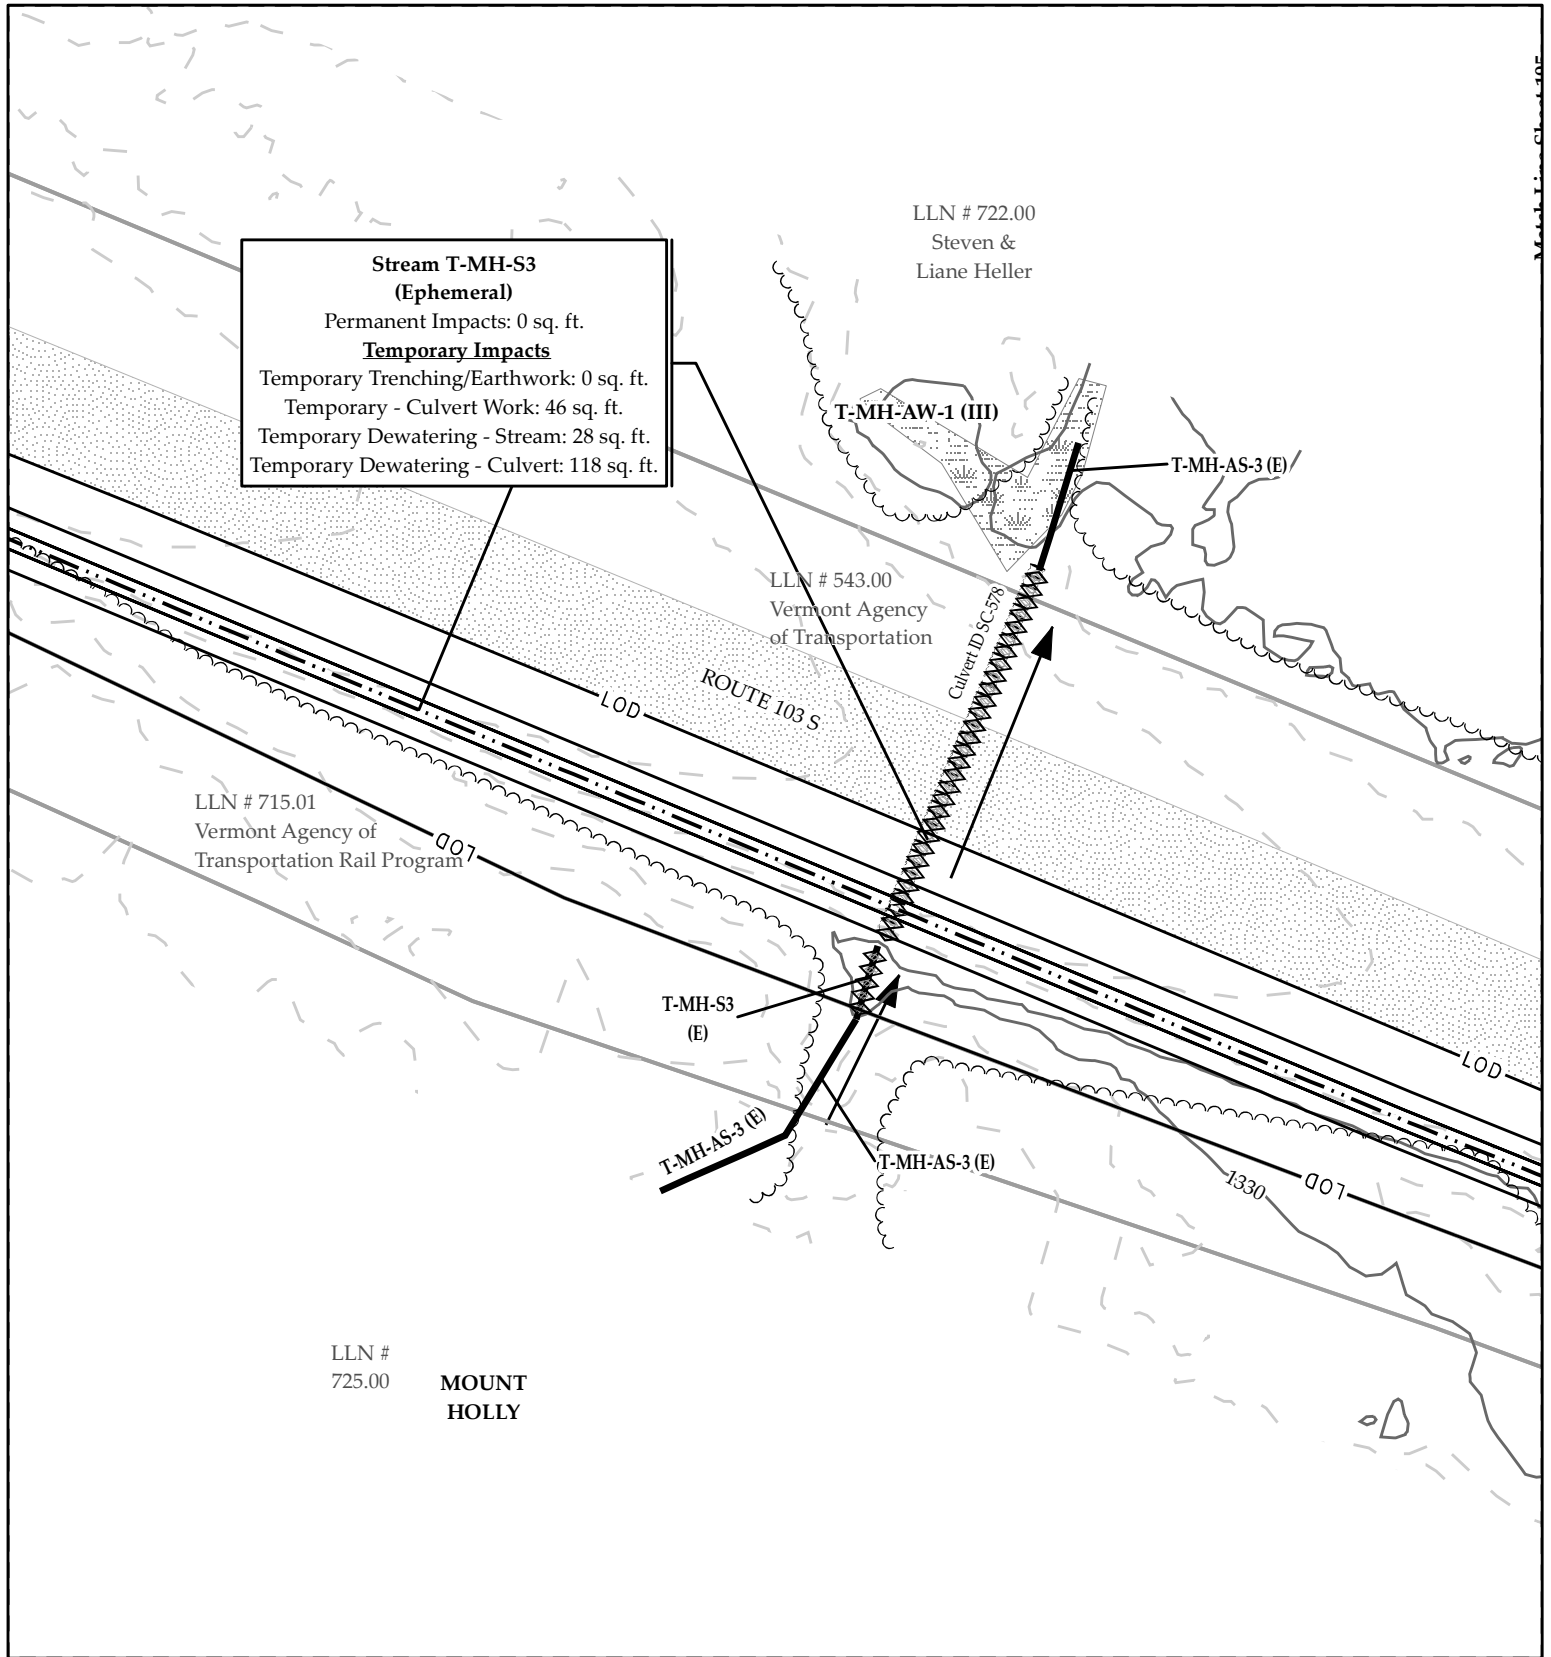 LLN # 722.00
Steven &
Liane Heller
Stream T-MH-S3
(Ephemeral)
Permanent Impacts: 0 sq. ft.
Temporary Impacts
Temporary Trenching/Earthwork: 0 sq. ft.
Temporary - Culvert Work: 46 sq. ft.
Temporary Dewatering - Stream: 28 sq. ft.
Temporary Dewatering - Culvert: 118 sq. ft.
T-MH-AW-1 (III)
T-MH-AS-3 (E)
LLN # 543.00
Vermont Agency
of Transportation
Culvert ID SC-578
ROUTE 103 S
LOD
LLN # 715.01
Vermont Agency of
Transportation Rail Program
LOD
T-MH-S3
(E)
LOD
T-MH-AS-3 (E)
T-MH-AS-3 (E)
1330
LOD
LLN #
725.00
MOUNT
HOLLY